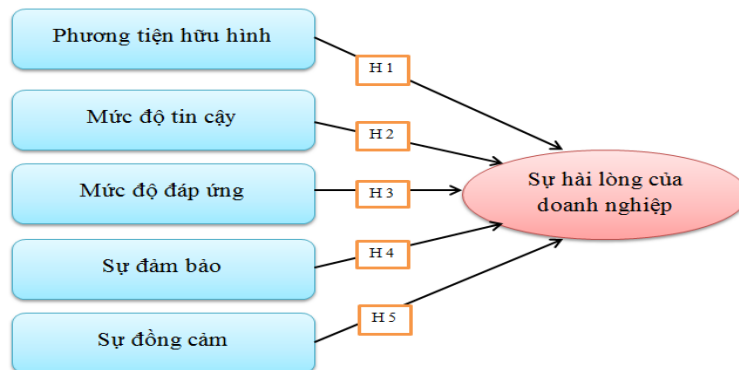 Phương tiện hữu hình
H 1
Mức độ tin cậy
H 2
Mức độ đáp ứng
H 3
Sự đảm bảo
H 4
Sự đồng cảm
H 5
Sự hài lòng của
doanh nghiệp